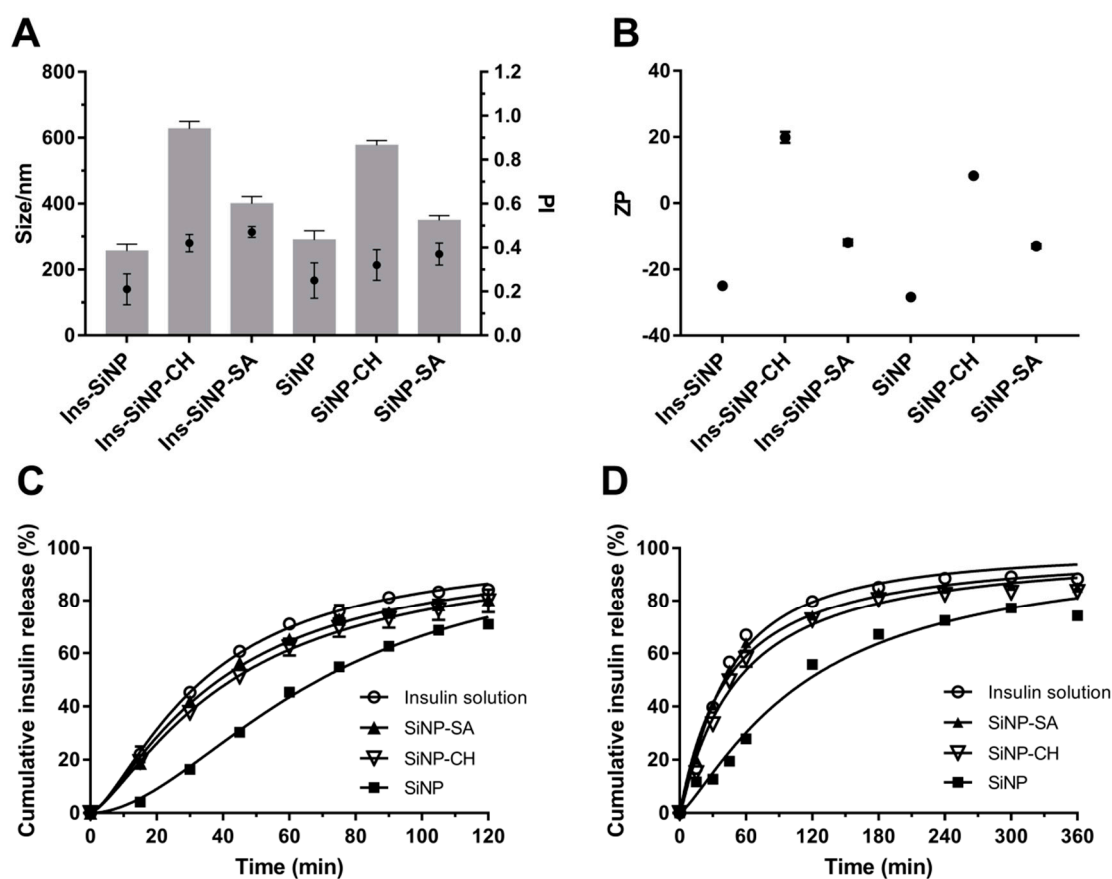 A
Size/nm
800
600
400
200
0
1.2
1.0
0.8
0.6
0.4
0.2
0.0
PI
Ins-SiNP
Ins-SiNP-CH
Ins-SiNP-SA
SiNP
SiNP-CH
SiNP-SA
B
ZP
40
20
0
-20
-40
Ins-SiNP
Ins-SiNP-CH
Ins-SiNP-SA
SiNP
SiNP-CH
SiNP-SA
C
Cumulative insulin release (%)
100
80
60
40
20
0
Insulin solution
SiNP-SA
SiNP-CH
SiNP
0 20 40 60 80 100 120
Time (min)
D
Cumulative insulin release (%)
100
80
60
40
20
0
Insulin solution
SiNP-SA
SiNP-CH
SiNP
0 60 120 180 240 300 360
Time (min)